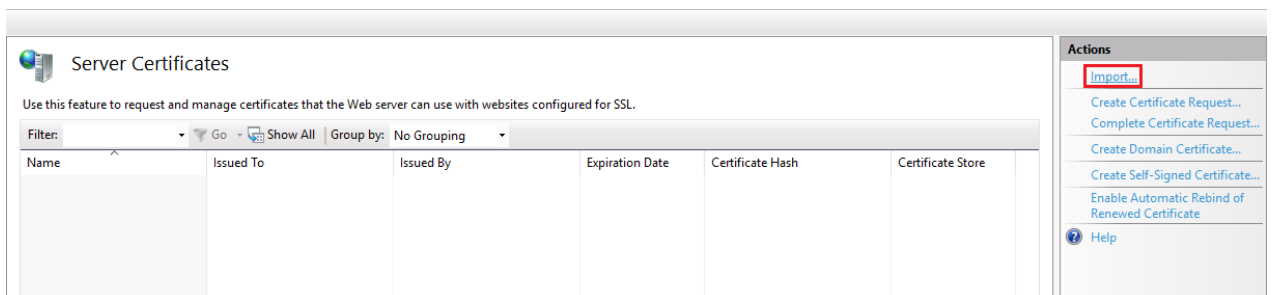 Server Certificates
Use this feature to request and manage certificates that the Web server can use with websites configured for SSL.
Filter: Go Show All Group by: No Grouping
Name Issued To Issued By Expiration Date Certificate Hash Certificate Store
Actions
Import...
Create Certificate Request...
Complete Certificate Request...
Create Domain Certificate...
Create Self-Signed Certificate...
Enable Automatic Rebind of
Renewed Certificate
Help